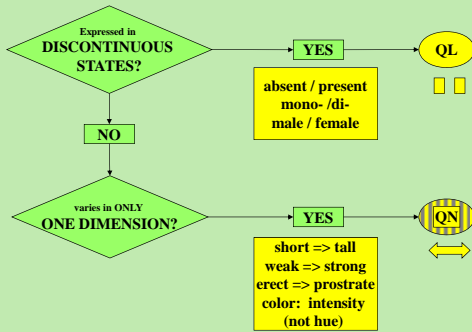 Expressed in
DISCONTINUOUS
STATES?
YES
QL
absent / present
mono- /di-
male / female
NO
varies in ONLY
ONE DIMENSION?
YES
QN
short => tall
weak => strong
erect => prostrate
color: intensity
(not hue)